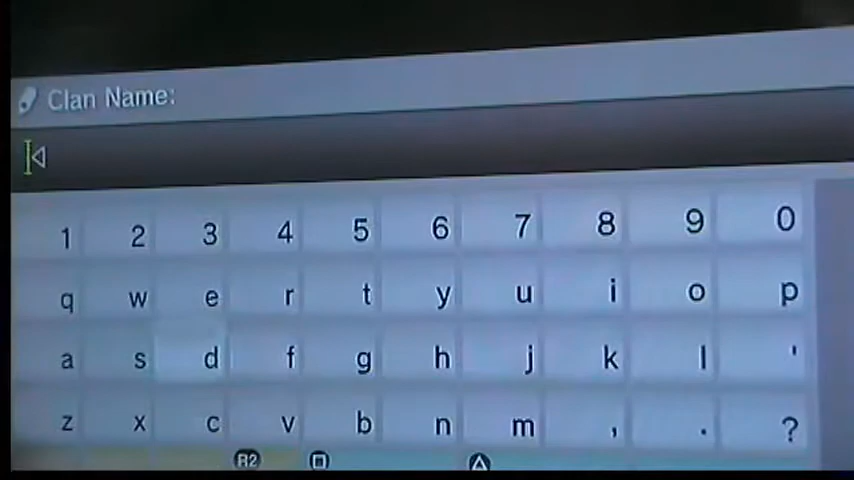 Clan Name:
1 2 3 4 5 6 7 8 9 0
q w e r t y u i o p
a s d f g h j k l '
z x c v b n m , . ?
R2